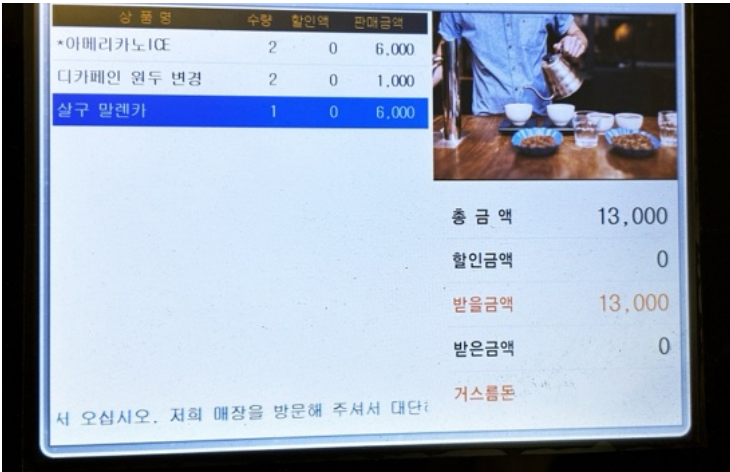 상 품 명 수량 할인액 판매금액
*아메리카노ICE 2 0 6,000
디카페인 원두 변경 2 0 1,000
살구 말렌카 1 0 6,000
총 금 액 13,000
할인금액 0
받을금액 13,000
받은금액 0
거스름돈
서 오십시오. 저희 매장을 방문해 주셔서 대단히